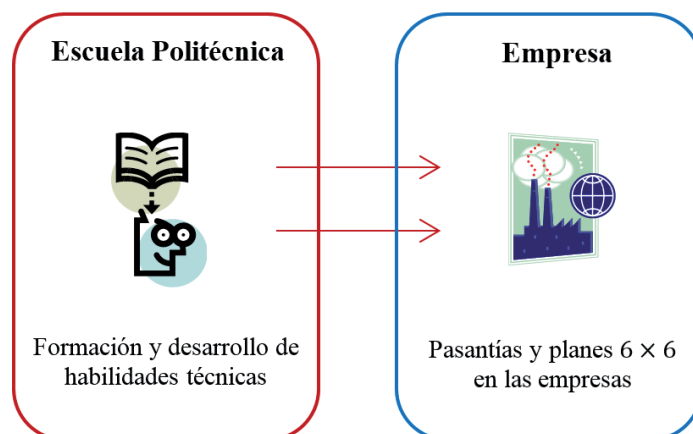 Escuela Politécnica
Formación y desarrollo de
habilidades técnicas
Empresa
Pasantías y planes 6 × 6
en las empresas